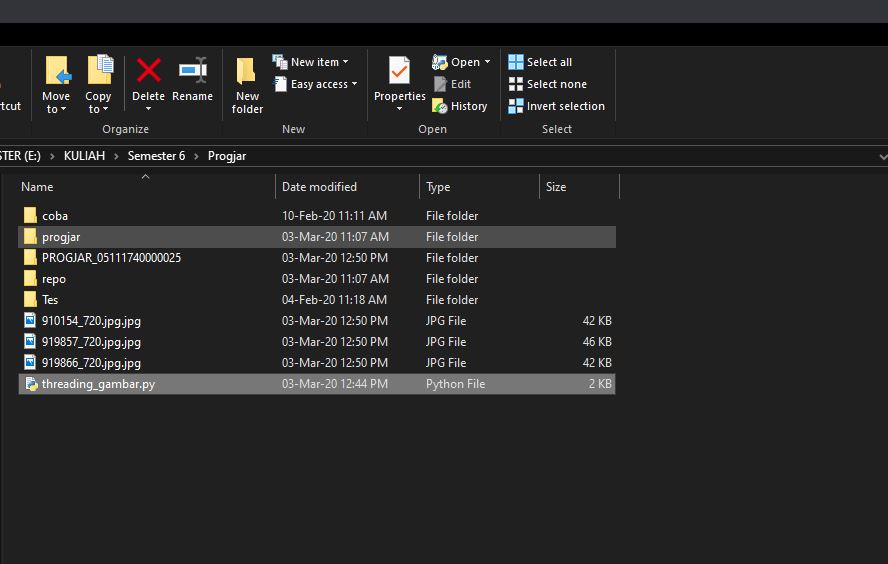 Move to
Copy to
Delete
Rename
New folder
New item
Easy access
Properties
Open
Edit
History
Select all
Select none
Invert selection
Organize
New
Open
Select
(E:) > KULIAH > Semester 6 > Progjar
Name Date modified Type Size
coba 10-Feb-20 11:11 AM File folder
progjar 03-Mar-20 11:07 AM File folder
PROGJAR_05111740000025 03-Mar-20 12:50 PM File folder
repo 03-Mar-20 11:07 AM File folder
Tes 04-Feb-20 11:18 AM File folder
910154_720.jpg.jpg 03-Mar-20 12:50 PM JPG File 42 KB
919857_720.jpg.jpg 03-Mar-20 12:50 PM JPG File 46 KB
919866_720.jpg.jpg 03-Mar-20 12:50 PM JPG File 42 KB
threading_gambar.py 03-Mar-20 12:44 PM Python File 2 KB